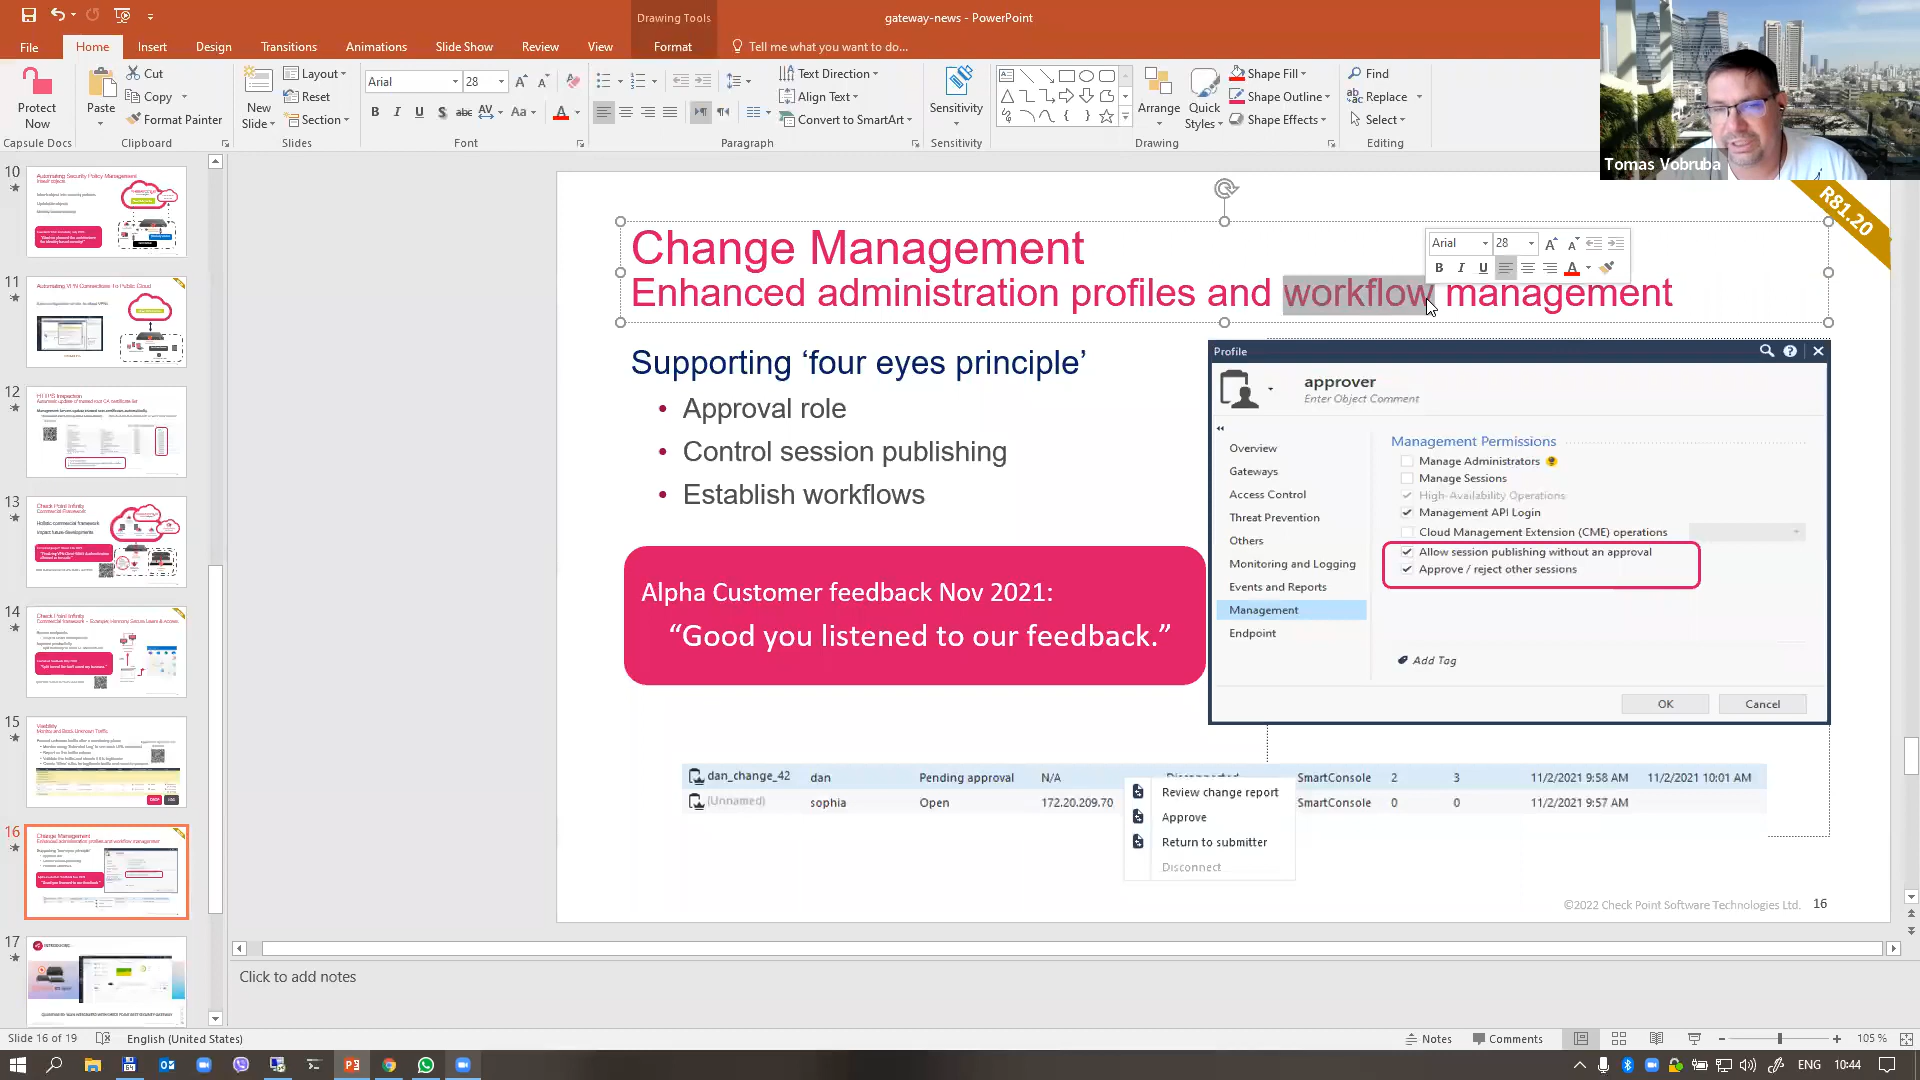 gateway-news - PowerPoint
Drawing Tools
File
Home
Insert
Design
Transitions
Animations
Slide Show
Review
View
Format
Tell me what you want to do...
Protect
Now
Capsule Docs
Paste
Cut
Copy
Format Painter
Clipboard
New
Slide
Layout
Reset
Section
Slides
Arial
28
Font
Text Direction
Align Text
Convert to SmartArt
Paragraph
Sensitivity
Sensitivity
Arrange
Quick
Styles
Shape Fill
Shape Outline
Shape Effects
Drawing
Find
Replace
Select
Editing
Tomas Vobruba
R81.20
10
11
12
13
14
15
16
17
Change Management
Enhanced administration profiles and workflow management
Arial
28
Supporting ‘four eyes principle’
• Approval role
• Control session publishing
• Establish workflows
Alpha Customer feedback Nov 2021:
“Good you listened to our feedback.”
Profile
approver
Enter Object Comment
Overview
Gateways
Access Control
Threat Prevention
Others
Monitoring and Logging
Events and Reports
Management
Endpoint
Management Permissions
Manage Administrators
Manage Sessions
High-Availability Operations
Management API Login
Cloud Management Extension (CME) operations
Allow session publishing without an approval
Approve / reject other sessions
Add Tag
OK
Cancel
dan_change_42 dan Pending approval N/A Disconnected SmartConsole 2 3 11/2/2021 9:58 AM 11/2/2021 10:01 AM
(Unnamed) sophia Open 172.20.209.70 SmartConsole 0 0 11/2/2021 9:57 AM
Review change report
Approve
Return to submitter
Disconnect
©2022 Check Point Software Technologies Ltd. 16
Click to add notes
Slide 16 of 19
English (United States)
Notes
Comments
105 %
ENG
10:44